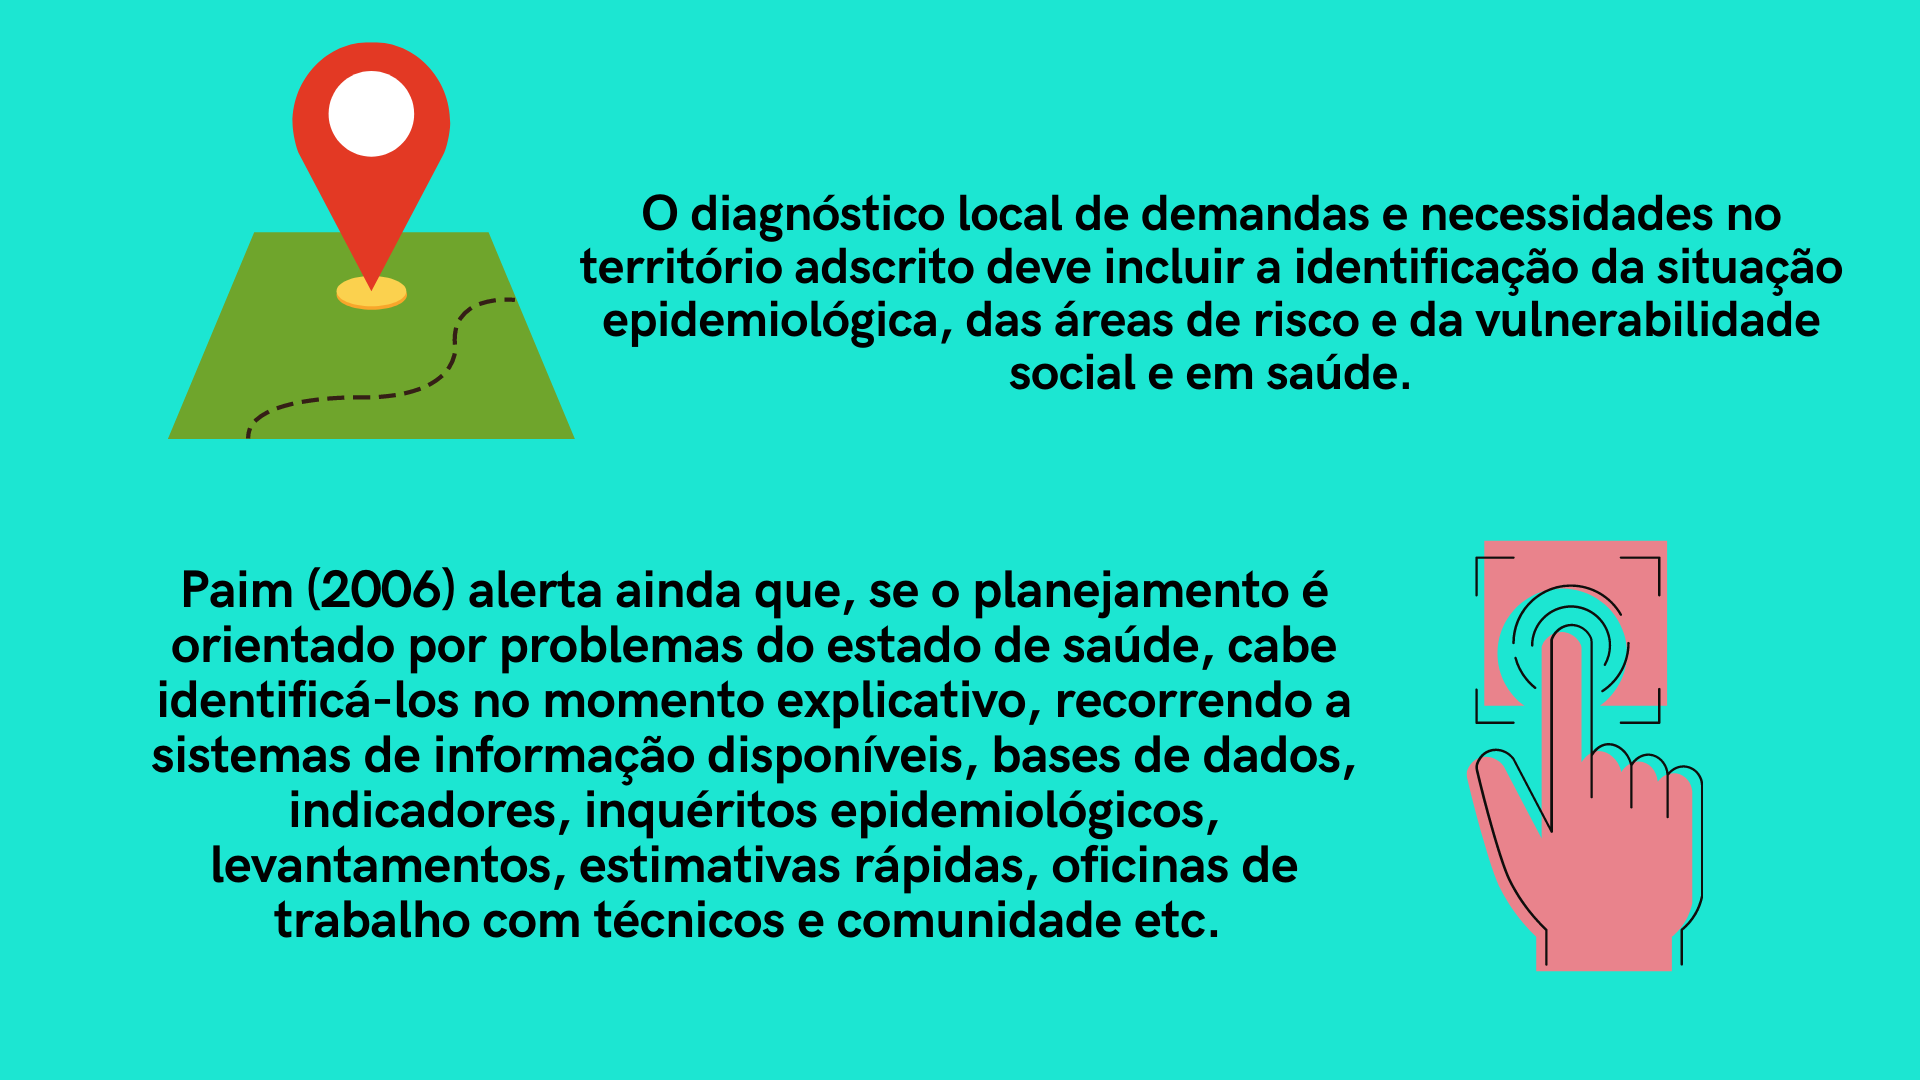 O diagnóstico local de demandas e necessidades no
território adscrito deve incluir a identificação da situação
epidemiológica, das áreas de risco e da vulnerabilidade
social e em saúde.
Paim (2006) alerta ainda que, se o planejamento é
orientado por problemas do estado de saúde, cabe
identificá-los no momento explicativo, recorrendo a
sistemas de informação disponíveis, bases de dados,
indicadores, inquéritos epidemiológicos,
levantamentos, estimativas rápidas, oficinas de
trabalho com técnicos e comunidade etc.